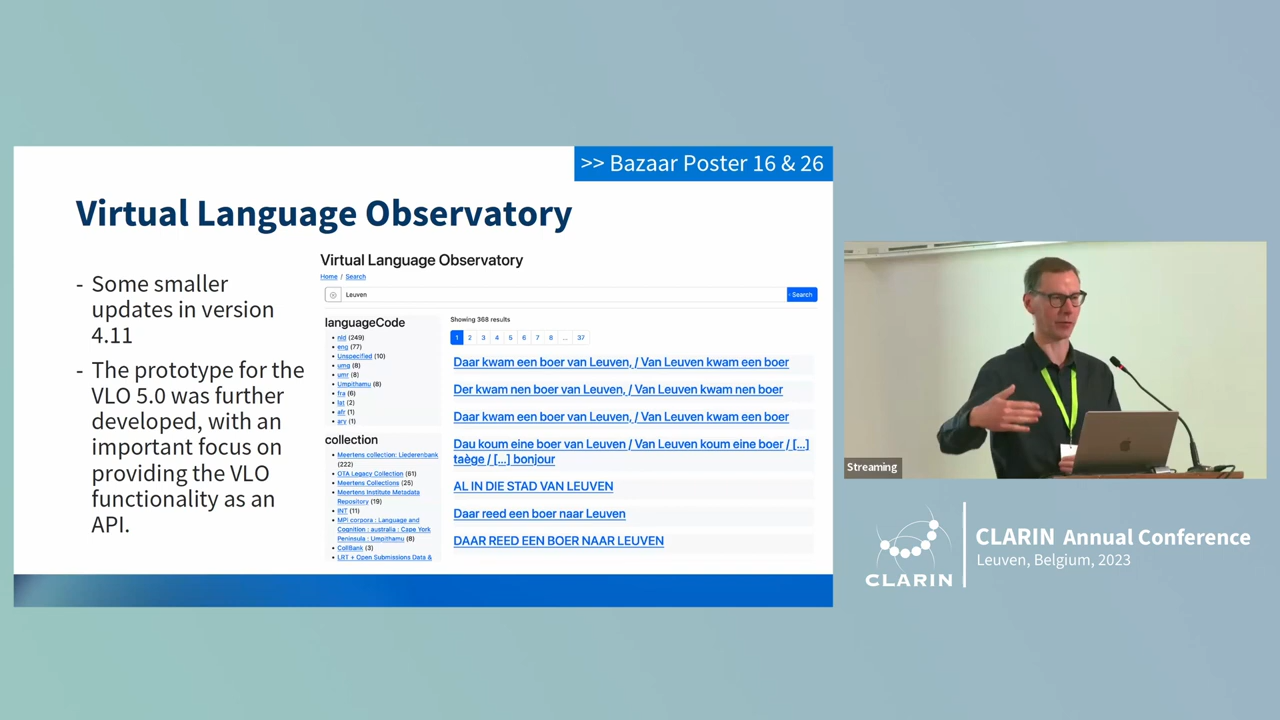 >> Bazaar Poster 16 & 26
Virtual Language Observatory
- Some smaller
updates in version
4.11
- The prototype for the
VLO 5.0 was further
developed, with an
important focus on
providing the VLO
functionality as an
API.
Virtual Language Observatory
Home / Search
Leuven
Search
languageCode
nld (249)
eng (77)
Unspecified (10)
umg (8)
umr (8)
Umpithamu (8)
fra (6)
lat (2)
afr (1)
ary (1)
collection
Meertens collection: Liederenbank
(222)
OTA Legacy Collection (61)
Meertens Collections (25)
Meertens Institute Metadata
Repository (19)
INT (11)
MPI corpora : Language and
Cognition : australia : Cape York
Peninsula : Umpithamu (8)
CollBank (3)
LRT + Open Submissions Data &
Showing 368 results
1 2 3 4 5 6 7 8 ... 37
Daar kwam een boer van Leuven, / Van Leuven kwam een boer
Der kwam nen boer van Leuven, / Van Leuven kwam nen boer
Daar kwam een boer van Leuven, / Van Leuven kwam een boer
Dau koum eine boer van Leuven / Van Leuven koum eine boer / [...]
taège / [...] bonjour
AL IN DIE STAD VAN LEUVEN
Daar reed een boer naar Leuven
DAAR REED EEN BOER NAAR LEUVEN
Streaming
CLARIN
CLARIN Annual Conference
Leuven, Belgium, 2023